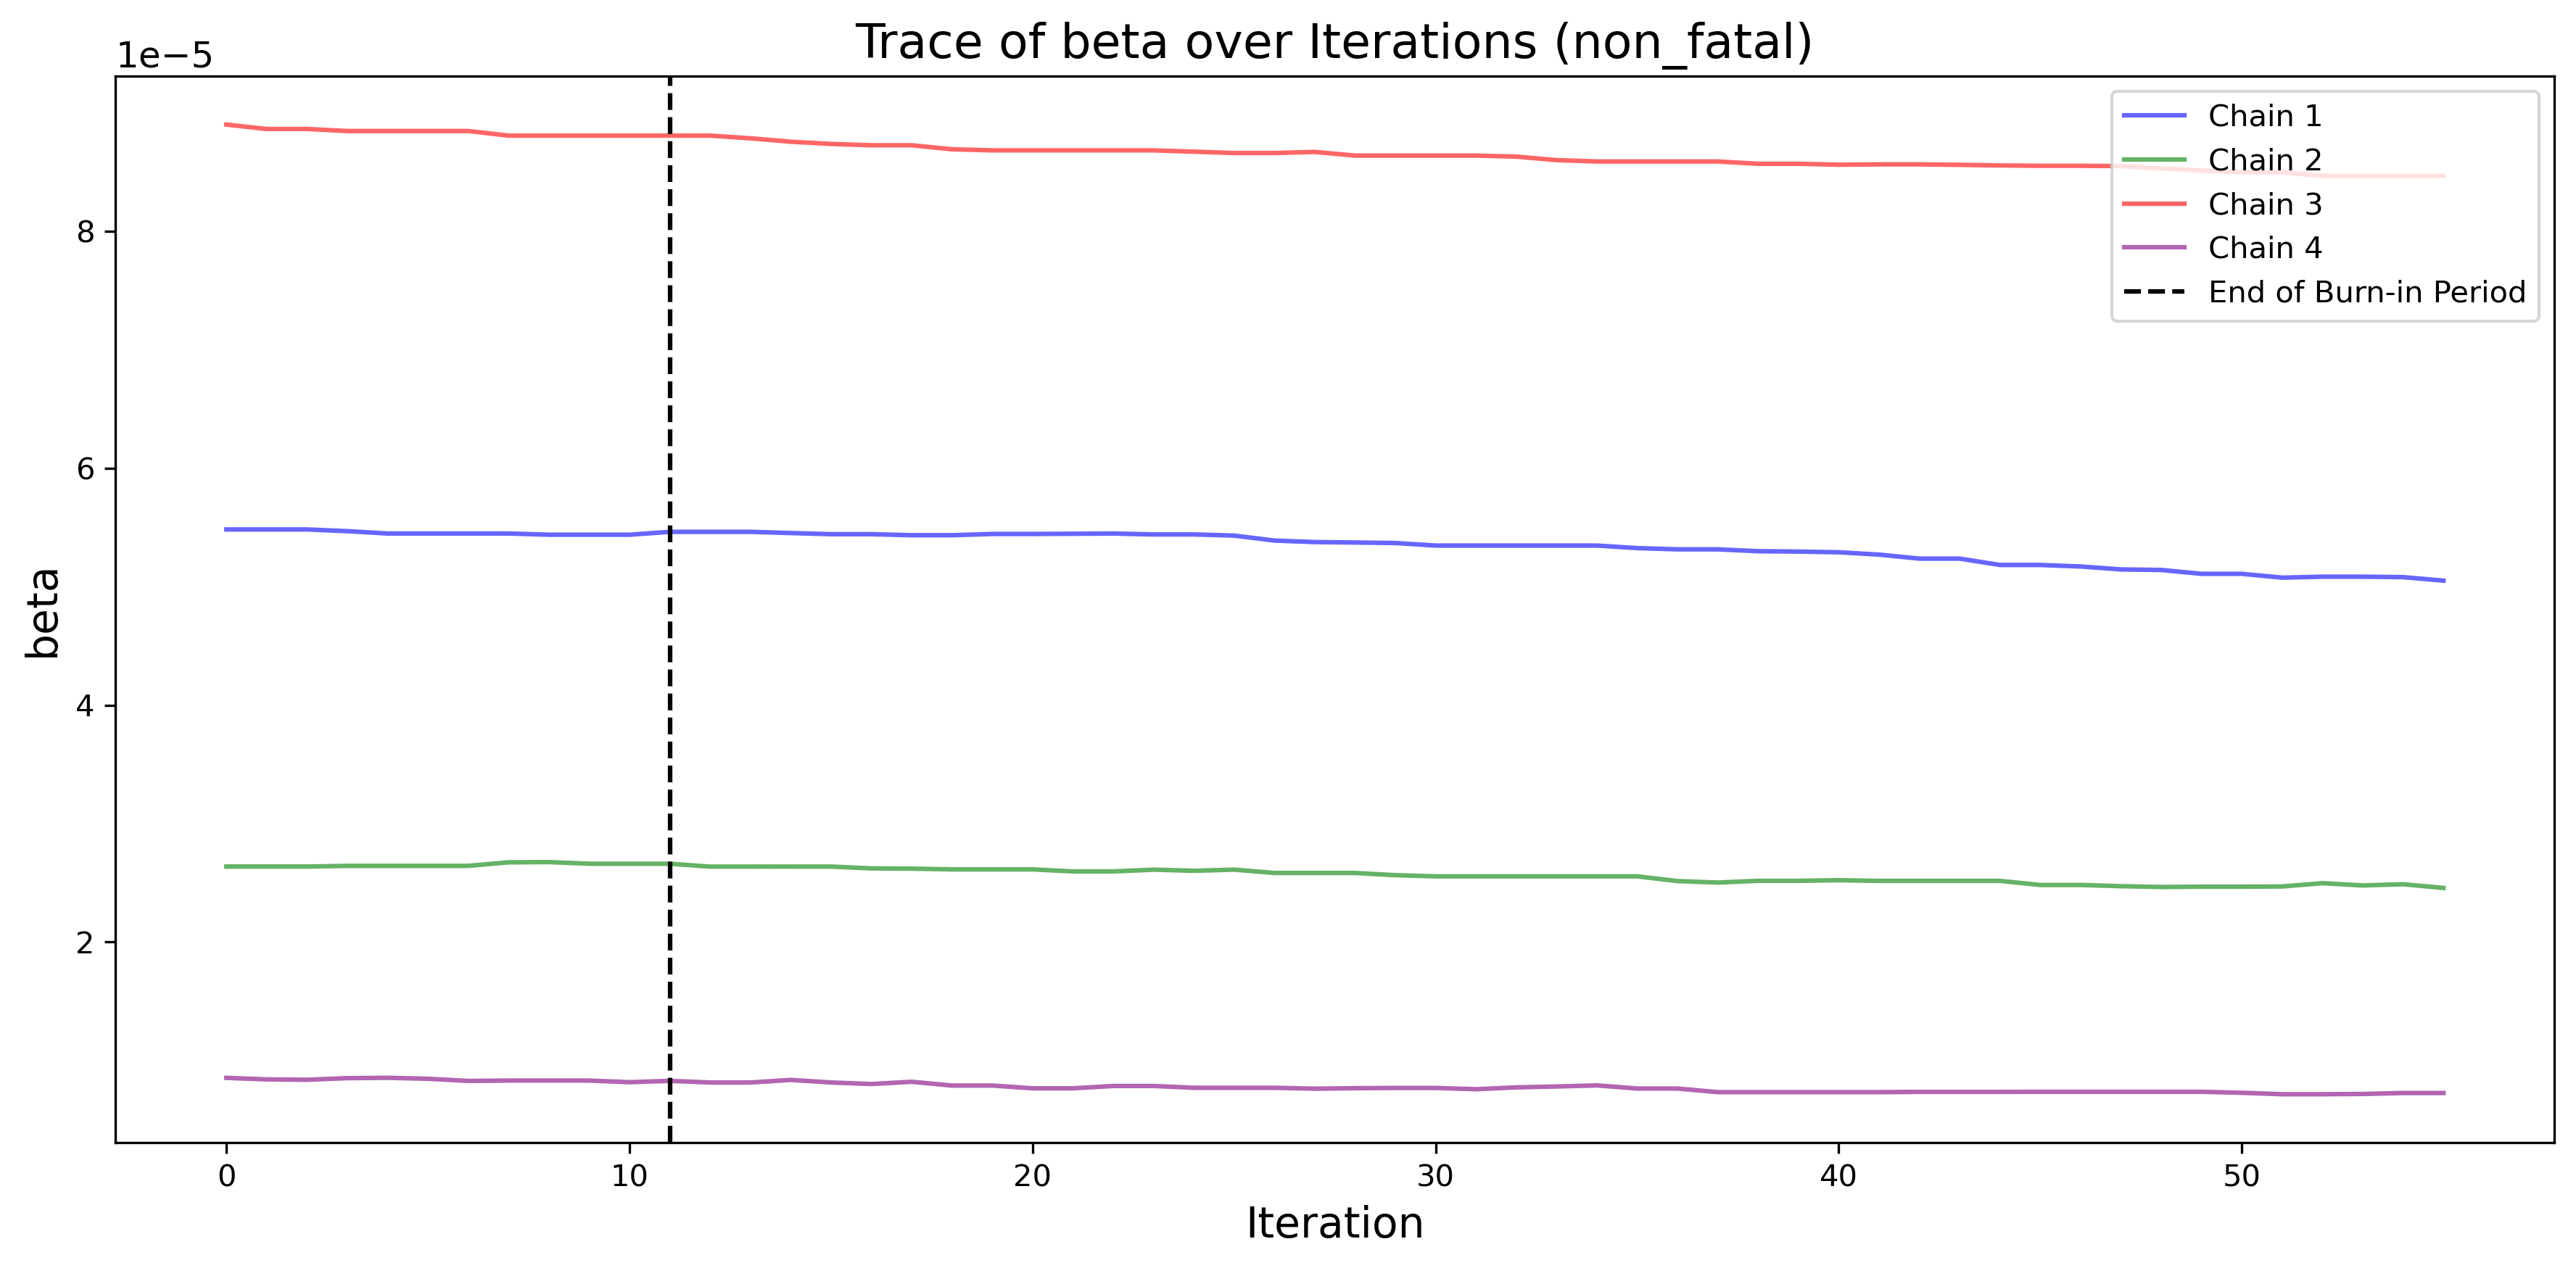 Trace of beta over Iterations (non_fatal)
1e−5
Chain 1
Chain 2
Chain 3
Chain 4
End of Burn-in Period
8
6
4
2
beta
0 10 20 30 40 50
Iteration